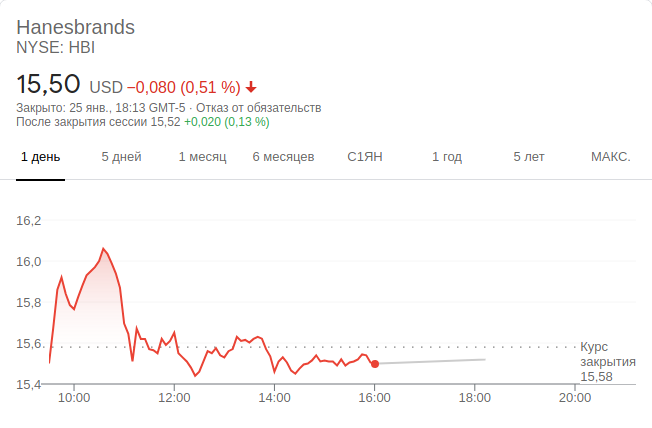 Hanesbrands
NYSE: HBI
15,50 USD −0,080 (0,51 %)
Закрыто: 25 янв., 18:13 GMT-5 · Отказ от обязательств
После закрытия сессии 15,52 +0,020 (0,13 %)
1 день 5 дней 1 месяц 6 месяцев С1ЯН 1 год 5 лет МАКС.
16,2
16,0
15,8
15,6
Курс
закрытия
15,58
15,4
10:00 12:00 14:00 16:00 18:00 20:00